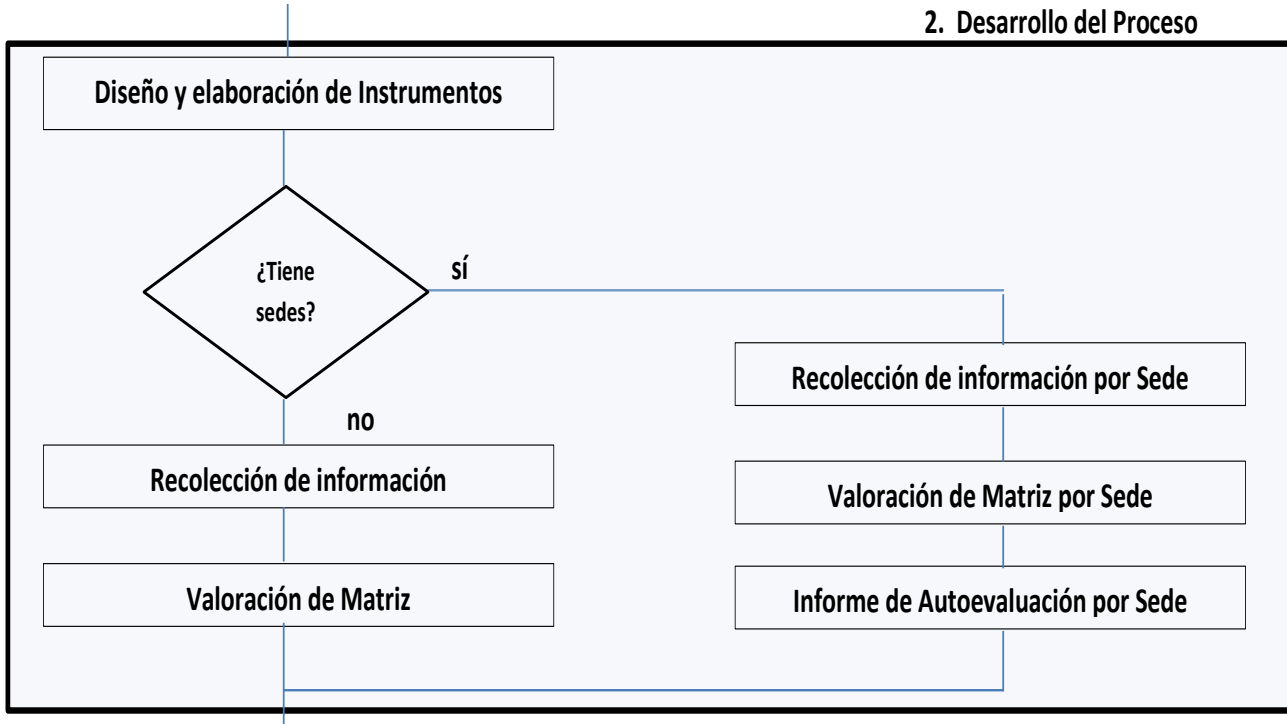 2. Desarrollo del Proceso
Diseño y elaboración de Instrumentos
¿Tiene
sedes?
sí
no
Recolección de información
Valoración de Matriz
Recolección de información por Sede
Valoración de Matriz por Sede
Informe de Autoevaluación por Sede